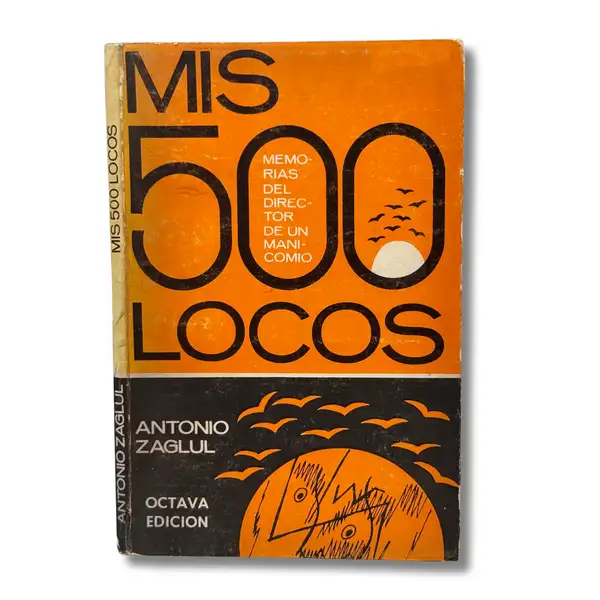 MIS
500
MEMO-
RIAS
DEL
DIREC-
TOR
DE UN
MANI-
COMIO
LOCOS
ANTONIO
ZAGLUL
OCTAVA
EDICION
MIS 500 LOCOS
ANTONIO ZAGLUL